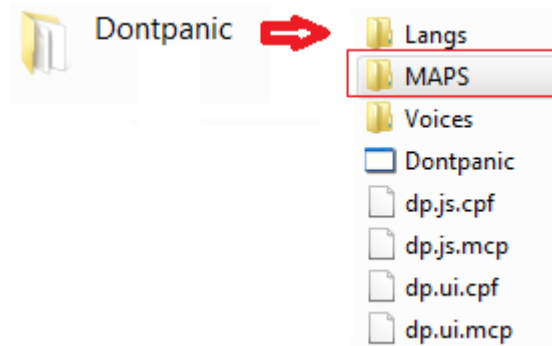 Dontpanic
Langs
MAPS
Voices
Dontpanic
dp.js.cpf
dp.js.mcp
dp.ui.cpf
dp.ui.mcp